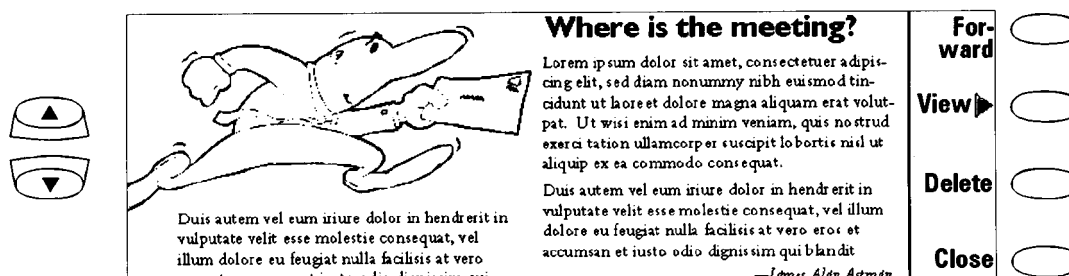 Where is the meeting?
Lorem ipsum dolor sit amet, consectetuer adipis-
cing elit, sed diam nonummy nibh euismod tin-
cidunt ut laoreet dolore magna aliquam erat volut-
pat. Ut wisi enim ad minim veniam, quis nostrud
exerci tation ullamcorper suscipit lobortis nisl ut
aliquip ex ea commodo consequat.
Duis autem vel eum iriure dolor in hendrerit in
vulputate velit esse molestie consequat, vel illum
dolore eu feugiat nulla facilisis at vero eros et
accumsan et iusto odio dignissim qui blandit
Duis autem vel eum iriure dolor in hendrerit in
vulputate velit esse molestie consequat, vel
illum dolore eu feugiat nulla facilisis at vero
For-
ward
View
Delete
Close